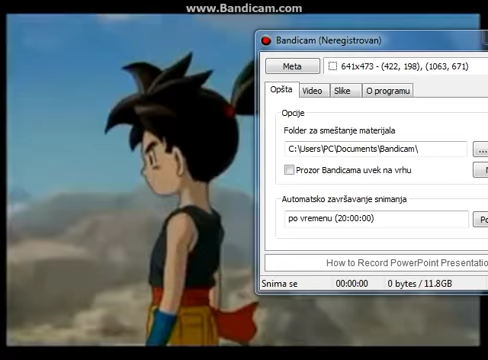 www.Bandicam.com
Bandicam (Neregistrovan)
Meta
641x473 - (422, 198), (1063, 671)
Opšta Video Slike O programu
Opcije
Folder za smeštanje materijala
C:\Users\PC\Documents\Bandicam\
...
Prozor Bandicama uvek na vrhu
Automatsko završavanje snimanja
po vremenu (20:00:00)
How to Record PowerPoint Presentatio
Snima se 00:00:00 0 bytes / 11.8GB